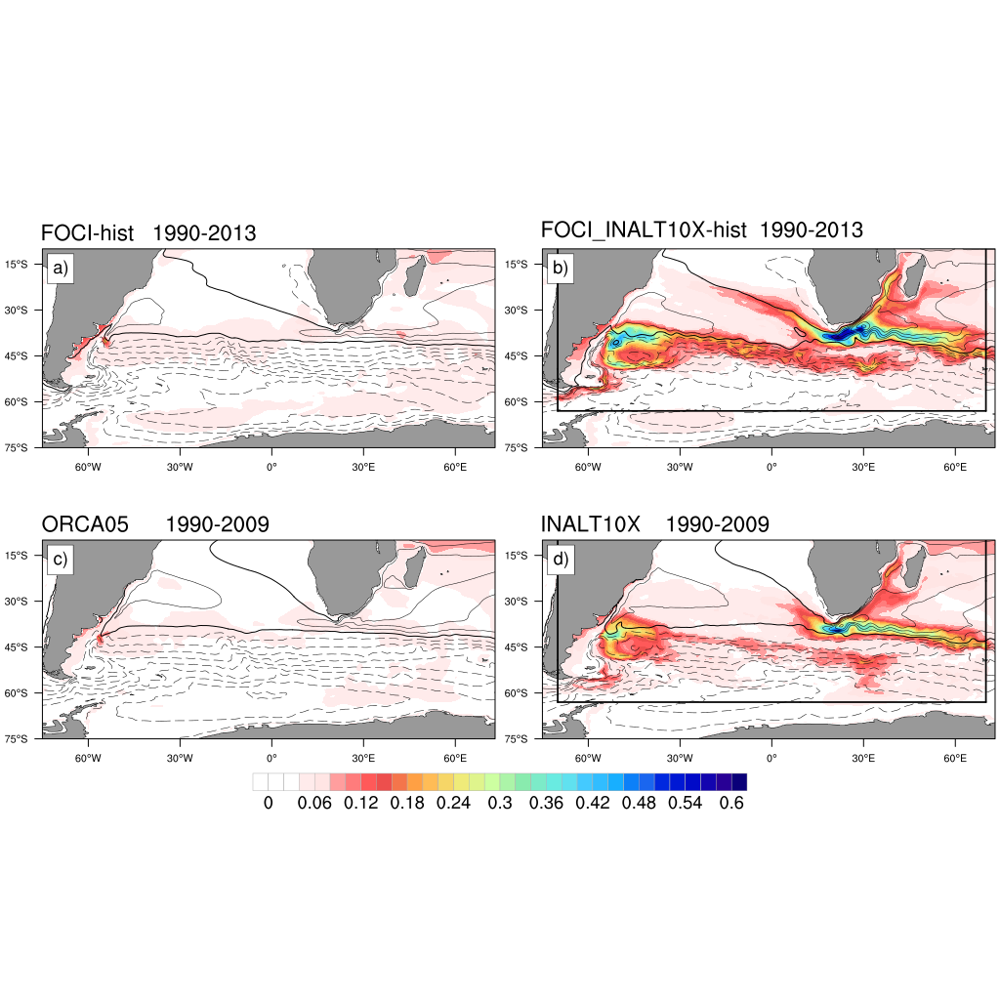 FOCI-hist 1990-2013
FOCI_INALT10X-hist 1990-2013
a)
15°S
30°S
45°S
60°S
75°S
60°W 30°W 0° 30°E 60°E
b)
15°S
30°S
45°S
60°S
75°S
60°W 30°W 0° 30°E 60°E
ORCA05 1990-2009
INALT10X 1990-2009
c)
15°S
30°S
45°S
60°S
75°S
60°W 30°W 0° 30°E 60°E
d)
15°S
30°S
45°S
60°S
75°S
60°W 30°W 0° 30°E 60°E
0 0.06 0.12 0.18 0.24 0.3 0.36 0.42 0.48 0.54 0.6